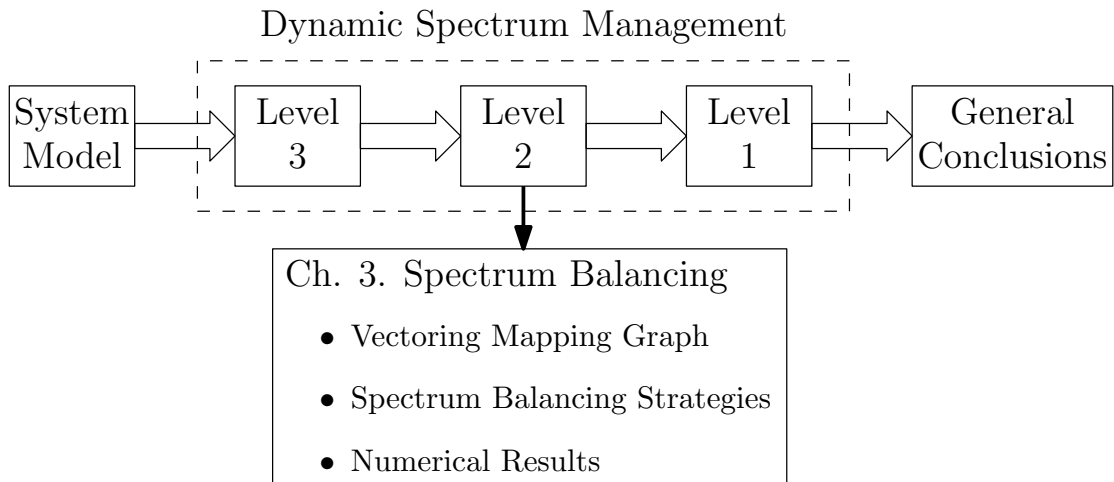 Dynamic Spectrum Management
System
Model
Level
3
Level
2
Level
1
General
Conclusions
Ch. 3. Spectrum Balancing
• Vectoring Mapping Graph
• Spectrum Balancing Strategies
• Numerical Results